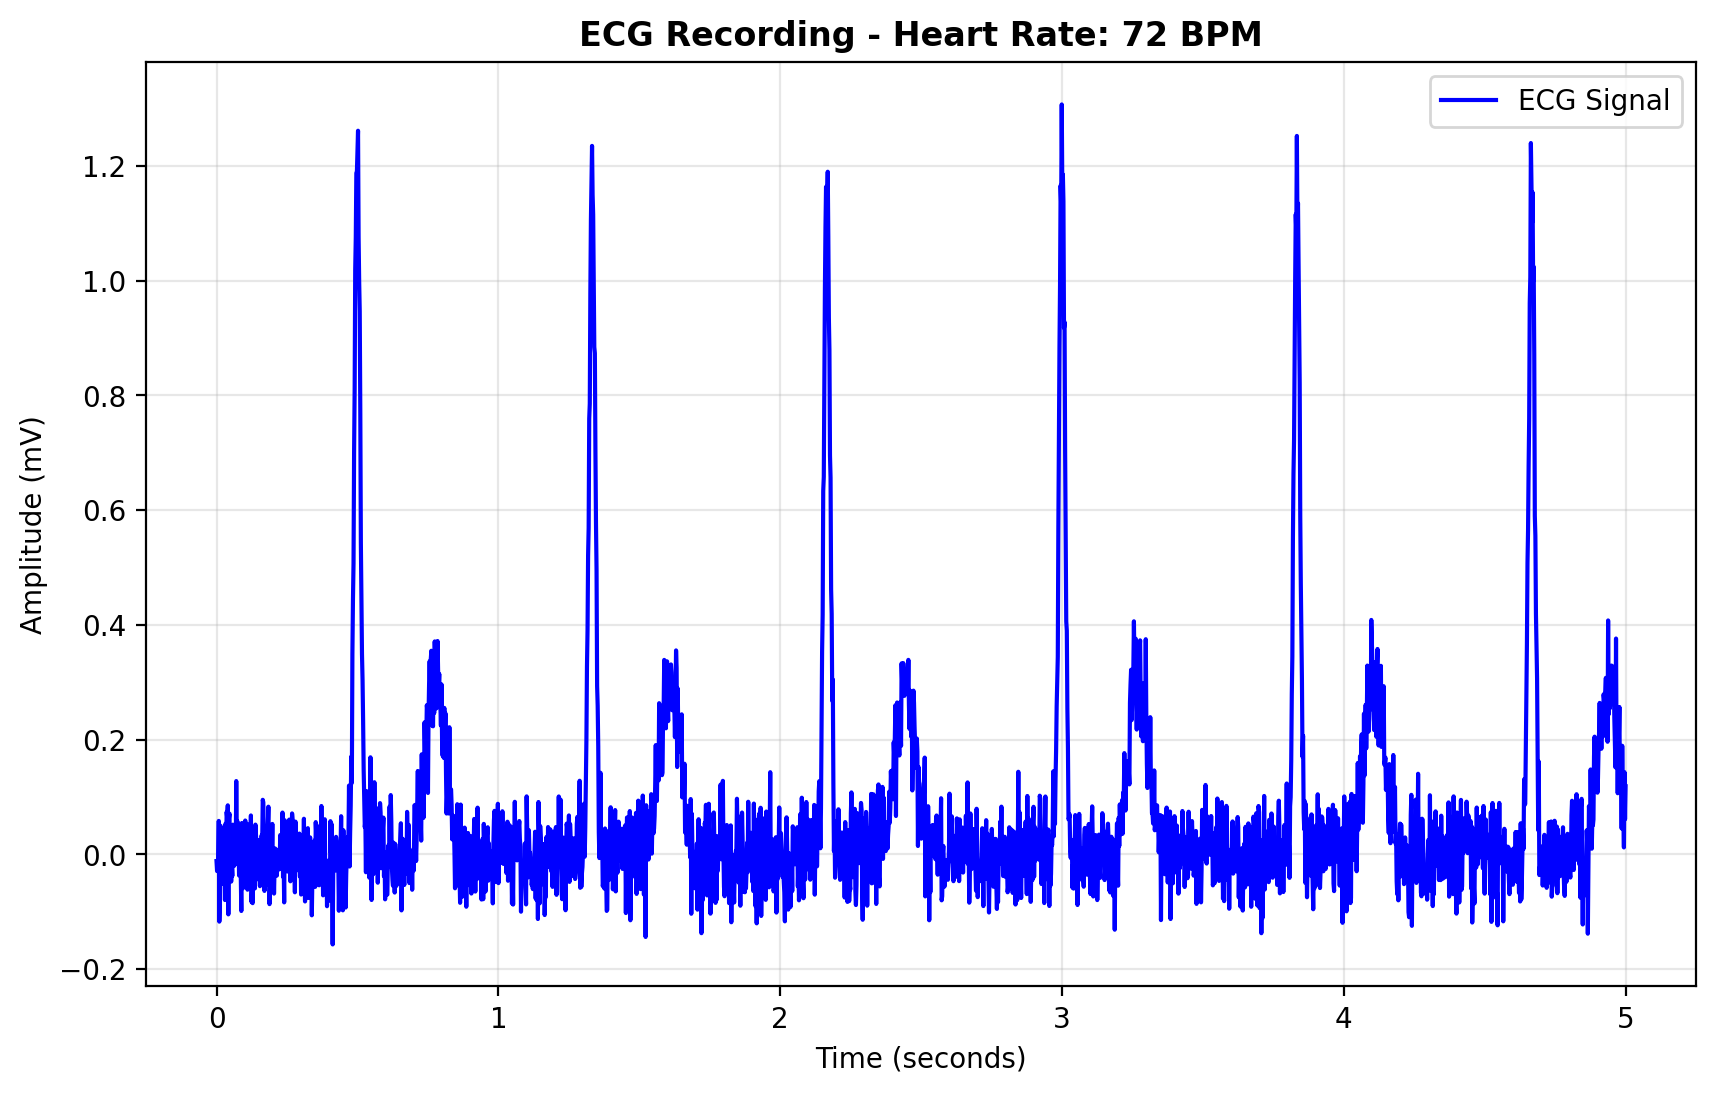 ECG Recording - Heart Rate: 72 BPM
ECG Signal
Amplitude (mV)
1.2
1.0
0.8
0.6
0.4
0.2
0.0
−0.2
0 1 2 3 4 5
Time (seconds)